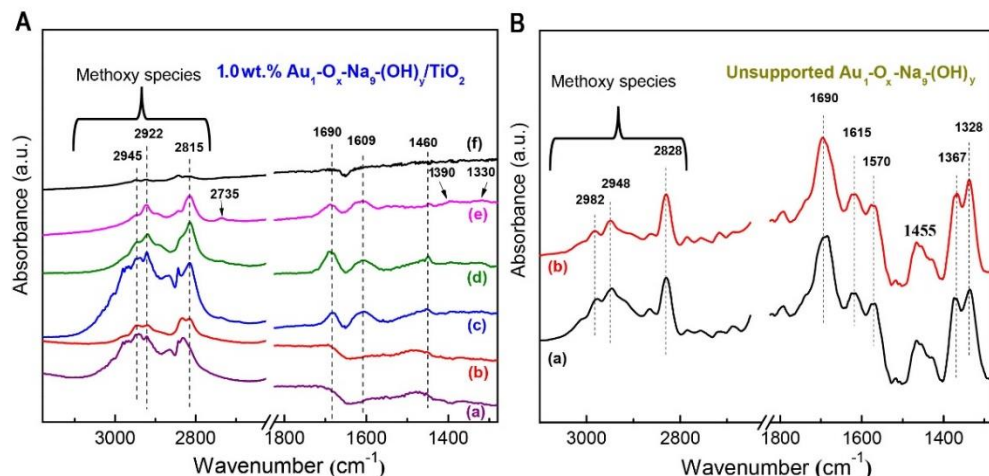 A
1.0 wt.% Au₁-Oₓ-Na₉-(OH)ᵧ/TiO₂
Methoxy species
2945
2922
2815
2735
1690
1609
1460
1390
1330
(f)
(e)
(d)
(c)
(b)
(a)
Absorbance (a.u.)
3000 2800 1800 1600 1400
Wavenumber (cm⁻¹)
B
Unsupported Au₁-Oₓ-Na₉-(OH)ᵧ
Methoxy species
2982
2948
2828
1690
1615
1570
1455
1367
1328
(b)
(a)
Absorbance (a.u.)
3000 2800 1800 1600 1400
Wavenumber (cm⁻¹)